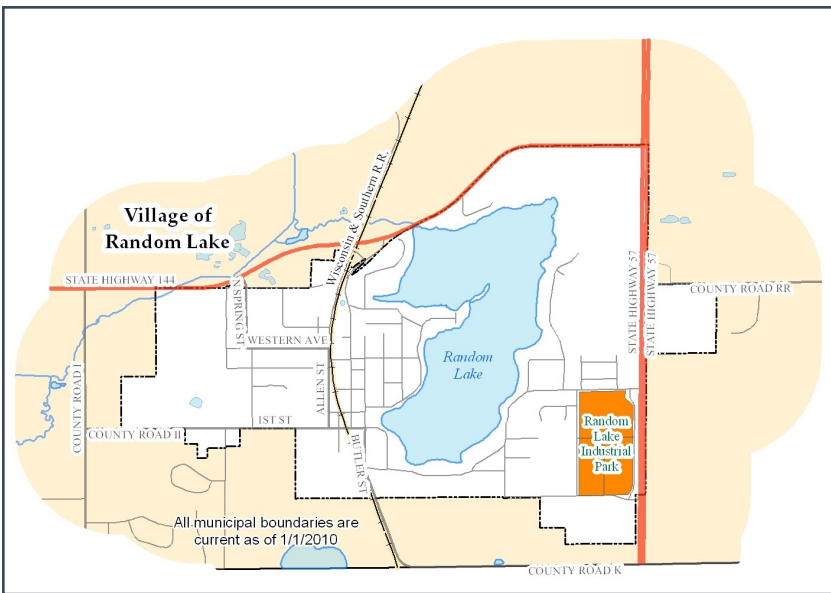 Village of
Random Lake
Wisconsin & Southern R.R.
STATE HIGHWAY 144
N SPRING ST
WESTERN AVE
ALLEN ST
1ST ST
COUNTY ROAD I
COUNTY ROAD II
BUTLER ST
Random
Lake
STATE HIGHWAY 57
STATE HIGHWAY 57
COUNTY ROAD RR
Random
Lake
Industrial
Park
All municipal boundaries are
current as of 1/1/2010
COUNTY ROAD K